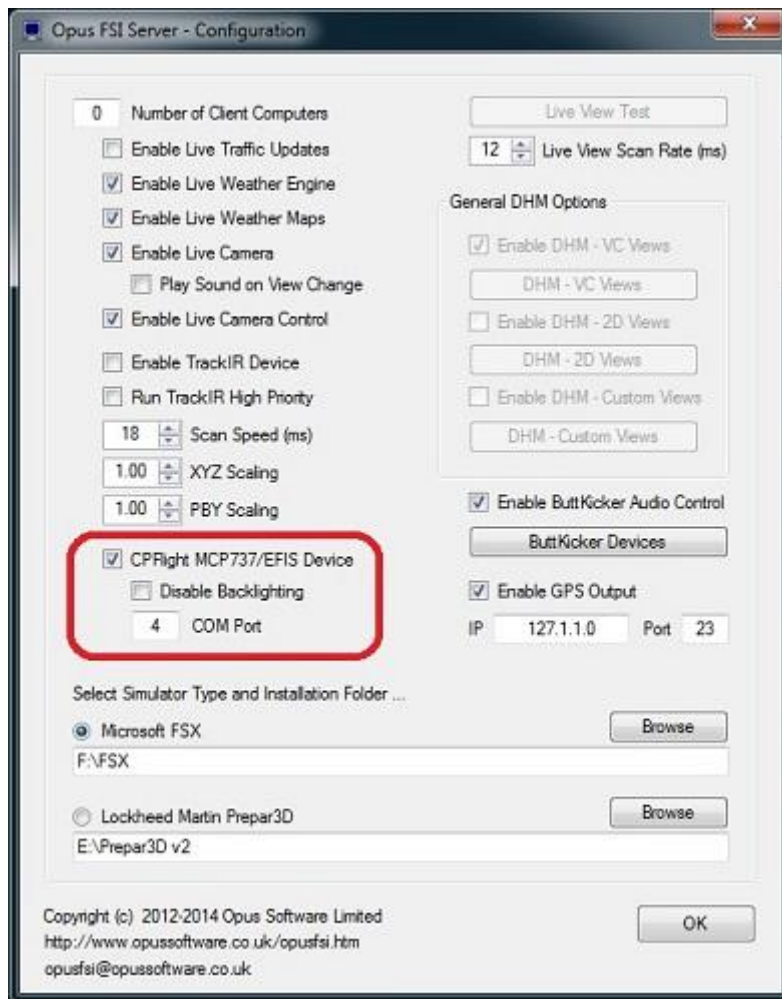 Opus FSI Server - Configuration
0 Number of Client Computers
Enable Live Traffic Updates
Enable Live Weather Engine
Enable Live Weather Maps
Enable Live Camera
Play Sound on View Change
Enable Live Camera Control
Enable TrackIR Device
Run TrackIR High Priority
18 Scan Speed (ms)
1.00 XYZ Scaling
1.00 PBY Scaling
CPFlight MCP737/EFIS Device
Disable Backlighting
4 COM Port
Live View Test
12 Live View Scan Rate (ms)
General DHM Options
Enable DHM - VC Views
DHM - VC Views
Enable DHM - 2D Views
DHM - 2D Views
Enable DHM - Custom Views
DHM - Custom Views
Enable ButtKicker Audio Control
ButtKicker Devices
Enable GPS Output
IP 127.1.1.0 Port 23
Select Simulator Type and Installation Folder ...
Microsoft FSX Browse
F:\FSX
Lockheed Martin Prepar3D Browse
E:\Prepar3D v2
Copyright (c) 2012-2014 Opus Software Limited
http://www.opussoftware.co.uk/opusfsi.htm
opusfsi@opussoftware.co.uk
OK